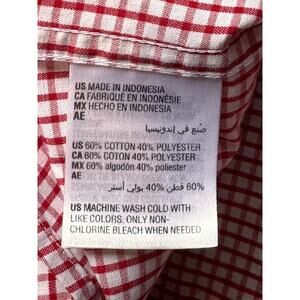 US MADE IN INDONESIA
CA FABRIQUÉ EN INDONÉSIE
MX HECHO EN INDONESIA
AE
صنع في إندونيسيا
US 60% COTTON 40% POLYESTER
CA 60% COTTON 40% POLYESTER
MX 60% algodón 40% poliester
AE
60% قطن 40% بولي أستر
US MACHINE WASH COLD WITH
LIKE COLORS. ONLY NON-
CHLORINE BLEACH WHEN NEEDED.